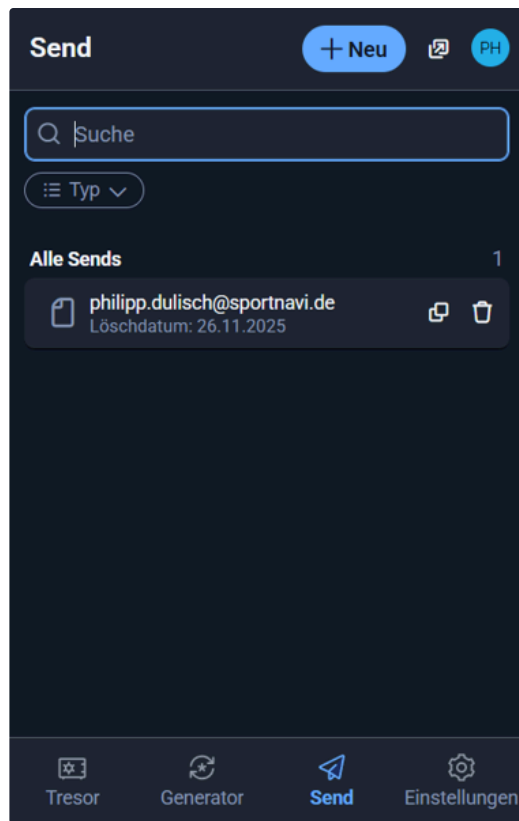 Send
+ Neu
PH
Suche
Typ
Alle Sends
1
philipp.dulisch@sportnavi.de
Löschdatum: 26.11.2025
Tresor
Generator
Send
Einstellungen